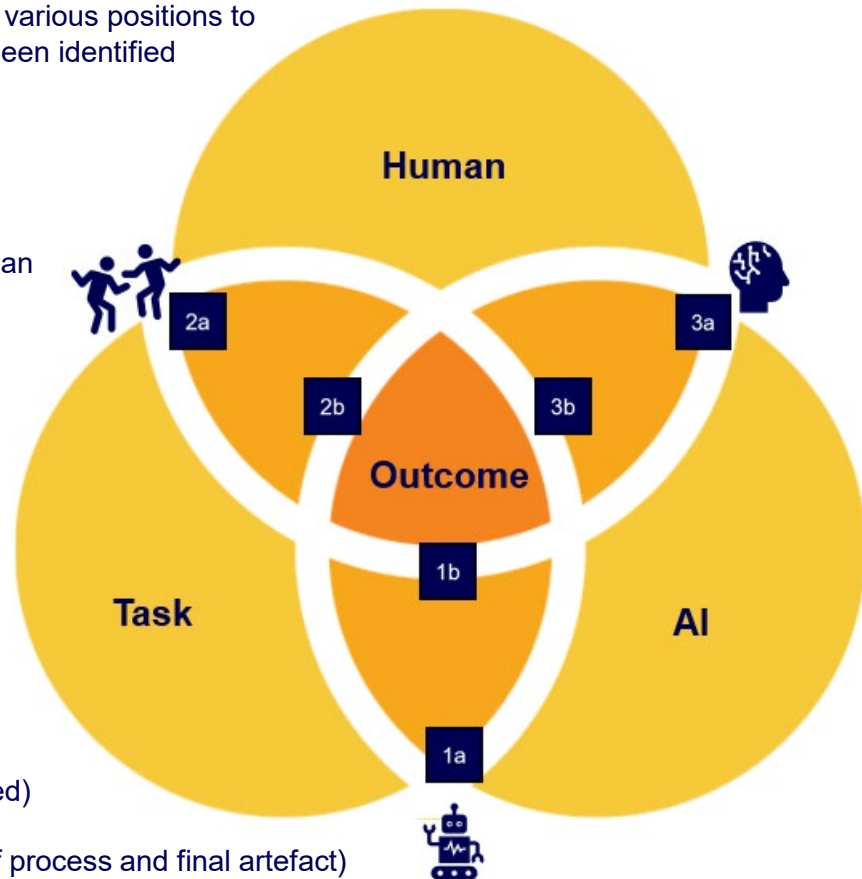 various positions to
een identified
Human
an
2a
3a
2b
3b
Outcome
1b
Task
AI
1a
ed)
f process and final artefact)